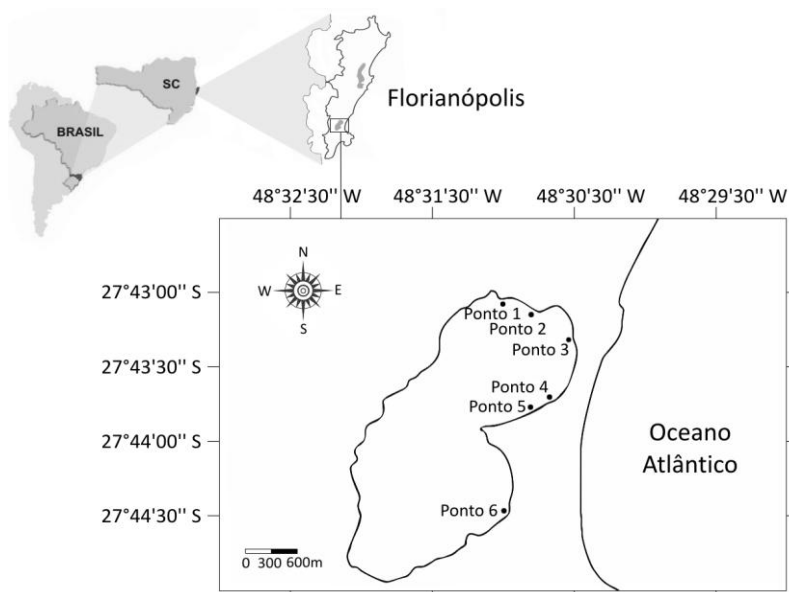 SC
BRASIL
Florianópolis
48°32'30'' W
48°31'30'' W
48°30'30'' W
48°29'30'' W
N
W
E
S
27°43'00'' S
27°43'30'' S
27°44'00'' S
27°44'30'' S
Ponto 1
Ponto 2
Ponto 3
Ponto 4
Ponto 5
Ponto 6
Oceano
Atlântico
0 300 600m